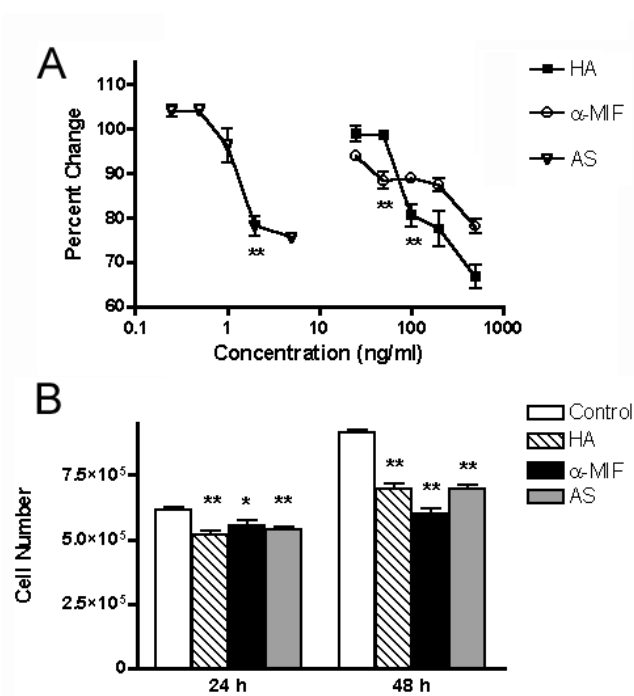 A
HA
α-MIF
AS
Percent Change
110
100
90
80
70
60
**
**
**
0.1
1
10
100
1000
Concentration (ng/ml)
B
Control
HA
α-MIF
AS
Cell Number
7.5×10⁵
5.0×10⁵
2.5×10⁵
0
**
*
**
**
**
**
24 h
48 h